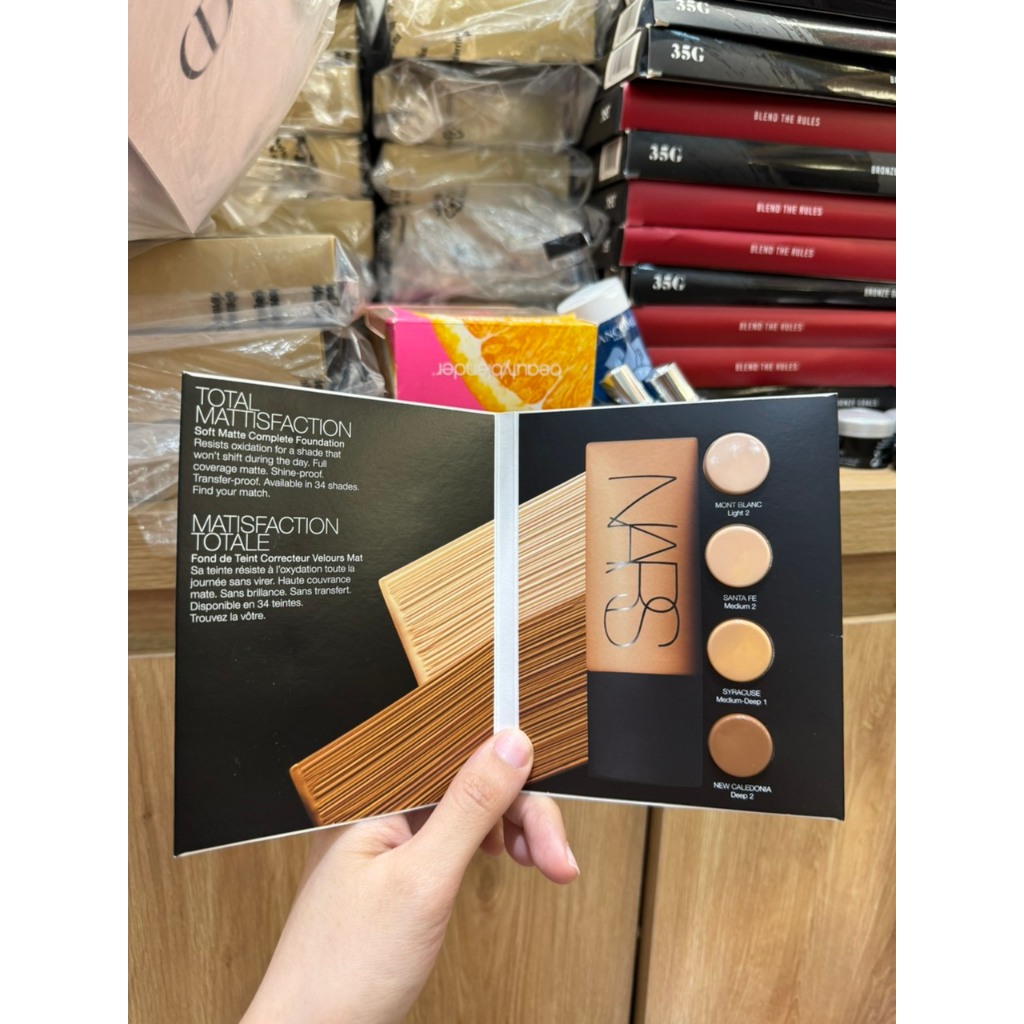 35G
35G
BLEND THE RULES
35G
BLEND THE RULES
BLEND THE RULES
35G
BLEND THE RULES
BLEND THE RULES
beautyblender
TOTAL
MATTISFACTION
Soft Matte Complete Foundation
Resists oxidation for a shade that
won't shift during the day. Full
coverage matte. Shine-proof.
Transfer-proof. Available in 34 shades.
Find your match.
MATISFACTION
TOTALE
Fond de Teint Correcteur Velours Mat
Sa teinte résiste à l'oxydation toute la
journée sans virer. Haute couvrance
mate. Sans brillance. Sans transfert.
Disponible en 34 teintes.
Trouvez la vôtre.
NARS
MONT BLANC
Light 2
SANTA FE
Medium 2
SYRACUSE
Medium-Deep 1
NEW CALEDONIA
Deep 2